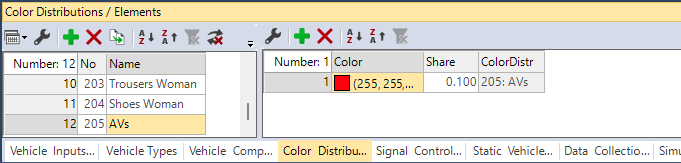 Color Distributions / Elements
Number: 12 No Name
10 203 Trousers Woman
11 204 Shoes Woman
12 205 AVs
Number: 1 Color Share ColorDistr
1 (255, 255,... 0.100 205: AVs
Vehicle Inputs... Vehicle Types Vehicle Comp... Color Distribu... Signal Control... Static Vehicle... Data Collectio... Simu